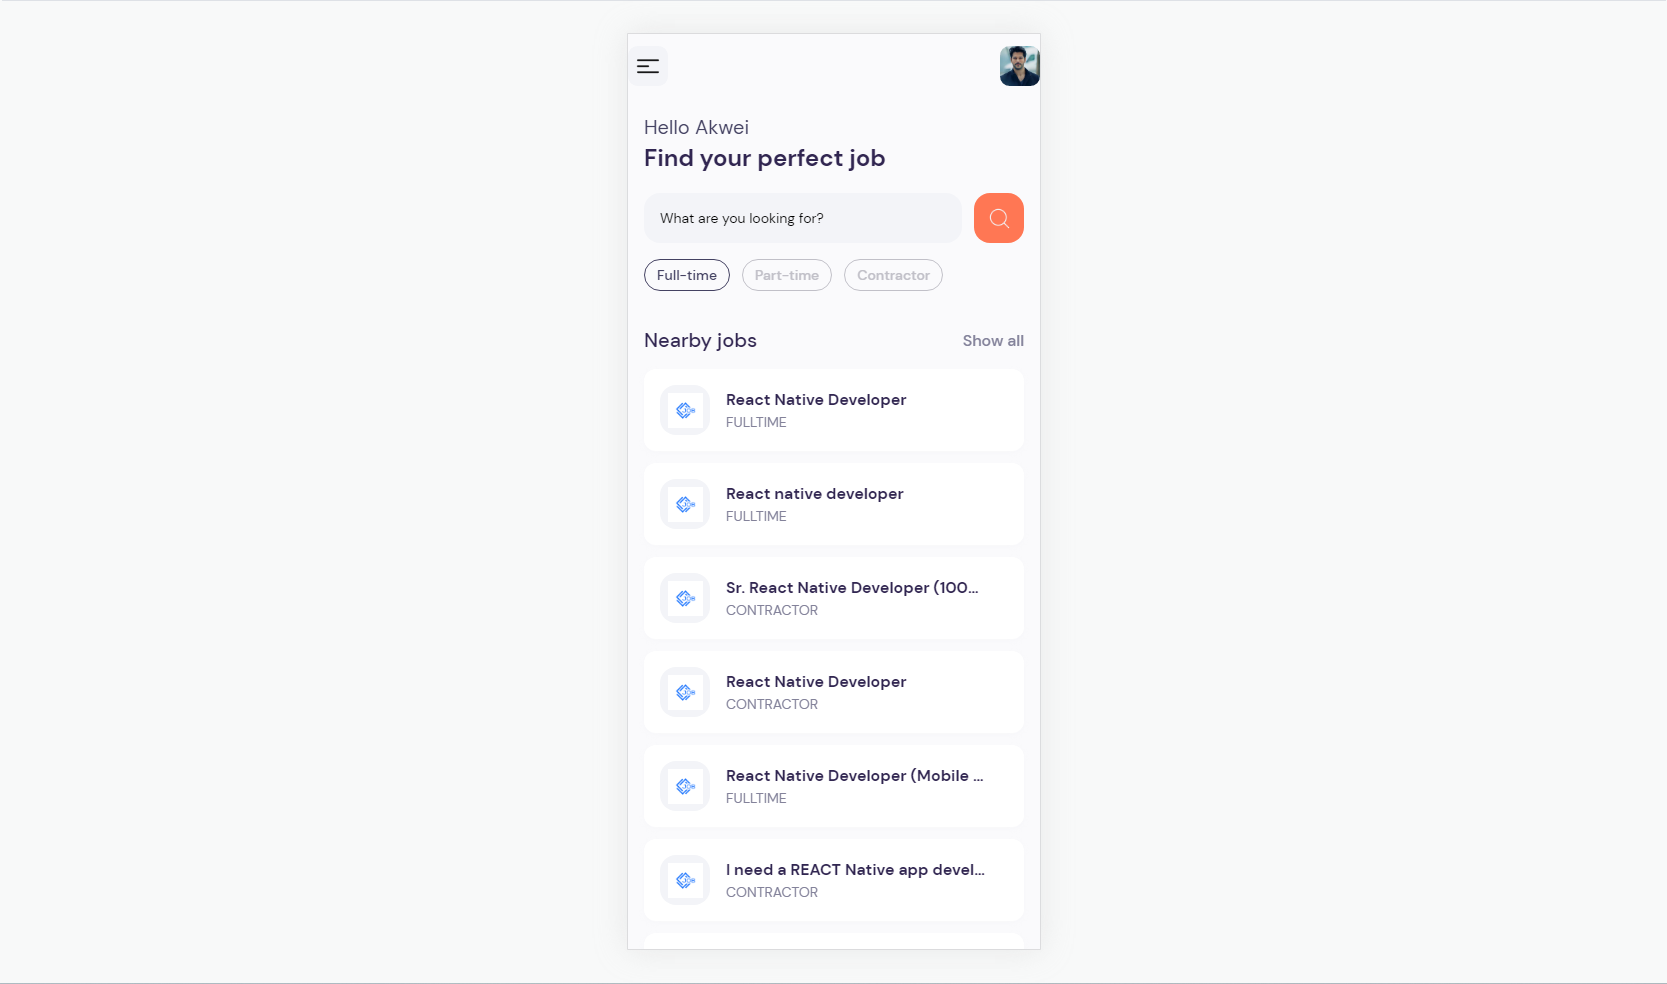 Hello Akwei
Find your perfect job
What are you looking for?
Full-time
Part-time
Contractor
Nearby jobs
Show all
React Native Developer
FULLTIME
React native developer
FULLTIME
Sr. React Native Developer (100...
CONTRACTOR
React Native Developer
CONTRACTOR
React Native Developer (Mobile ...
FULLTIME
I need a REACT Native app devel...
CONTRACTOR